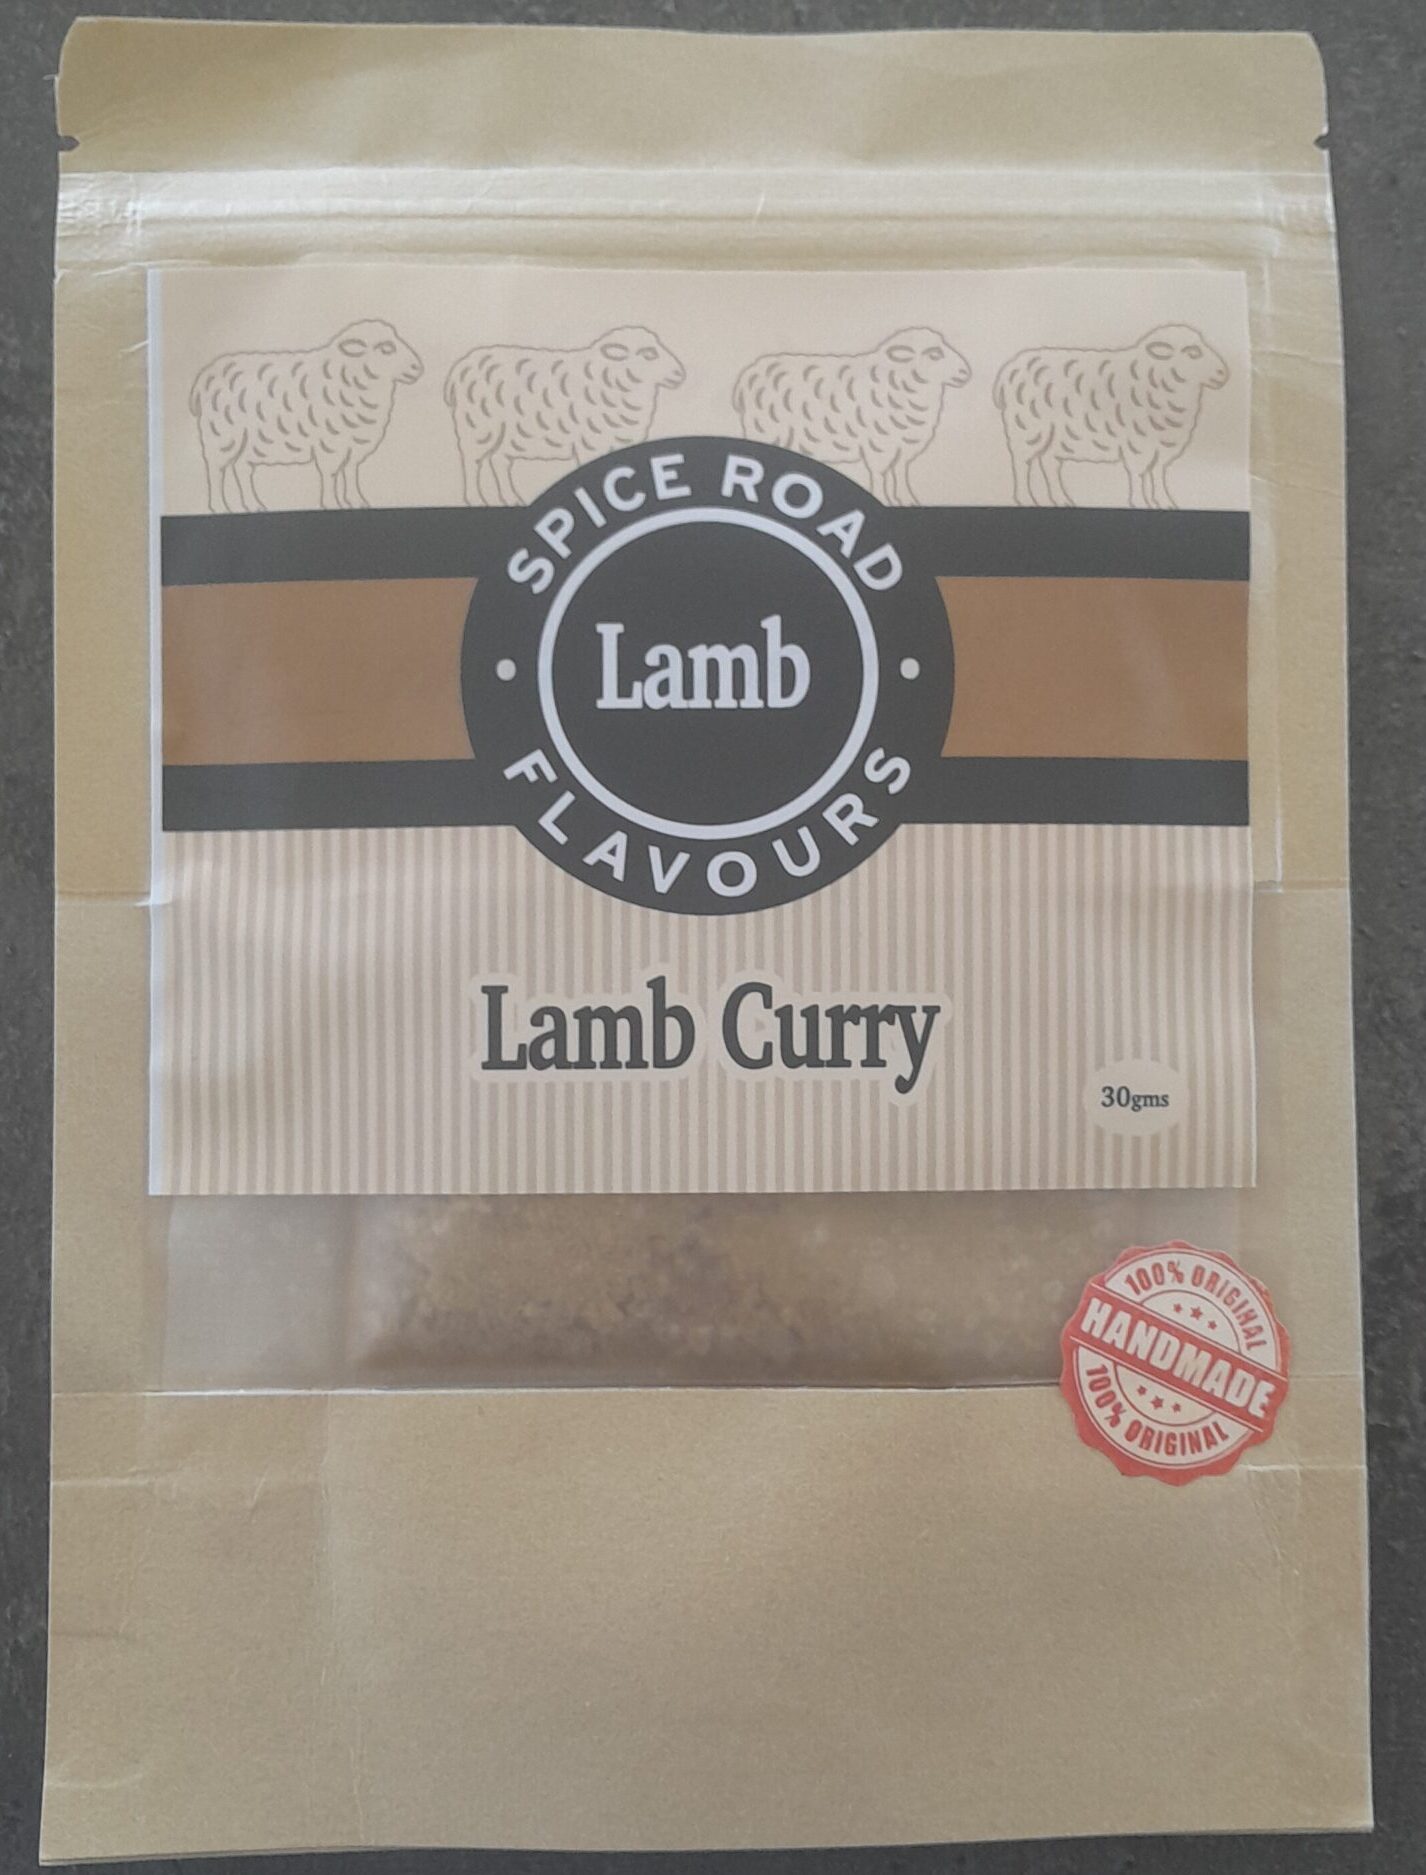 SPICE ROAD
Lamb
FLAVOURS
Lamb Curry
30gms
100% ORIGINAL
HANDMADE
100% ORIGINAL